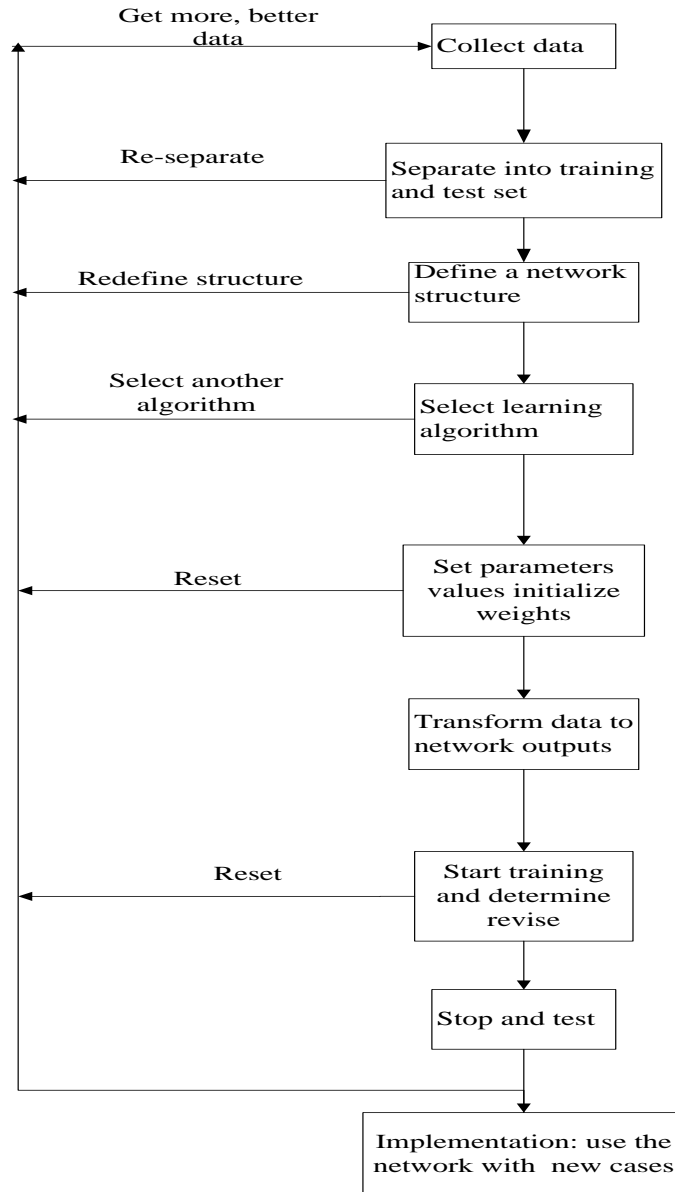 Get more, better
data
Collect data
Re-separate
Separate into training
and test set
Redefine structure
Define a network
structure
Select another
algorithm
Select learning
algorithm
Reset
Set parameters
values initialize
weights
Transform data to
network outputs
Reset
Start training
and determine
revise
Stop and test
Implementation: use the
network with new cases